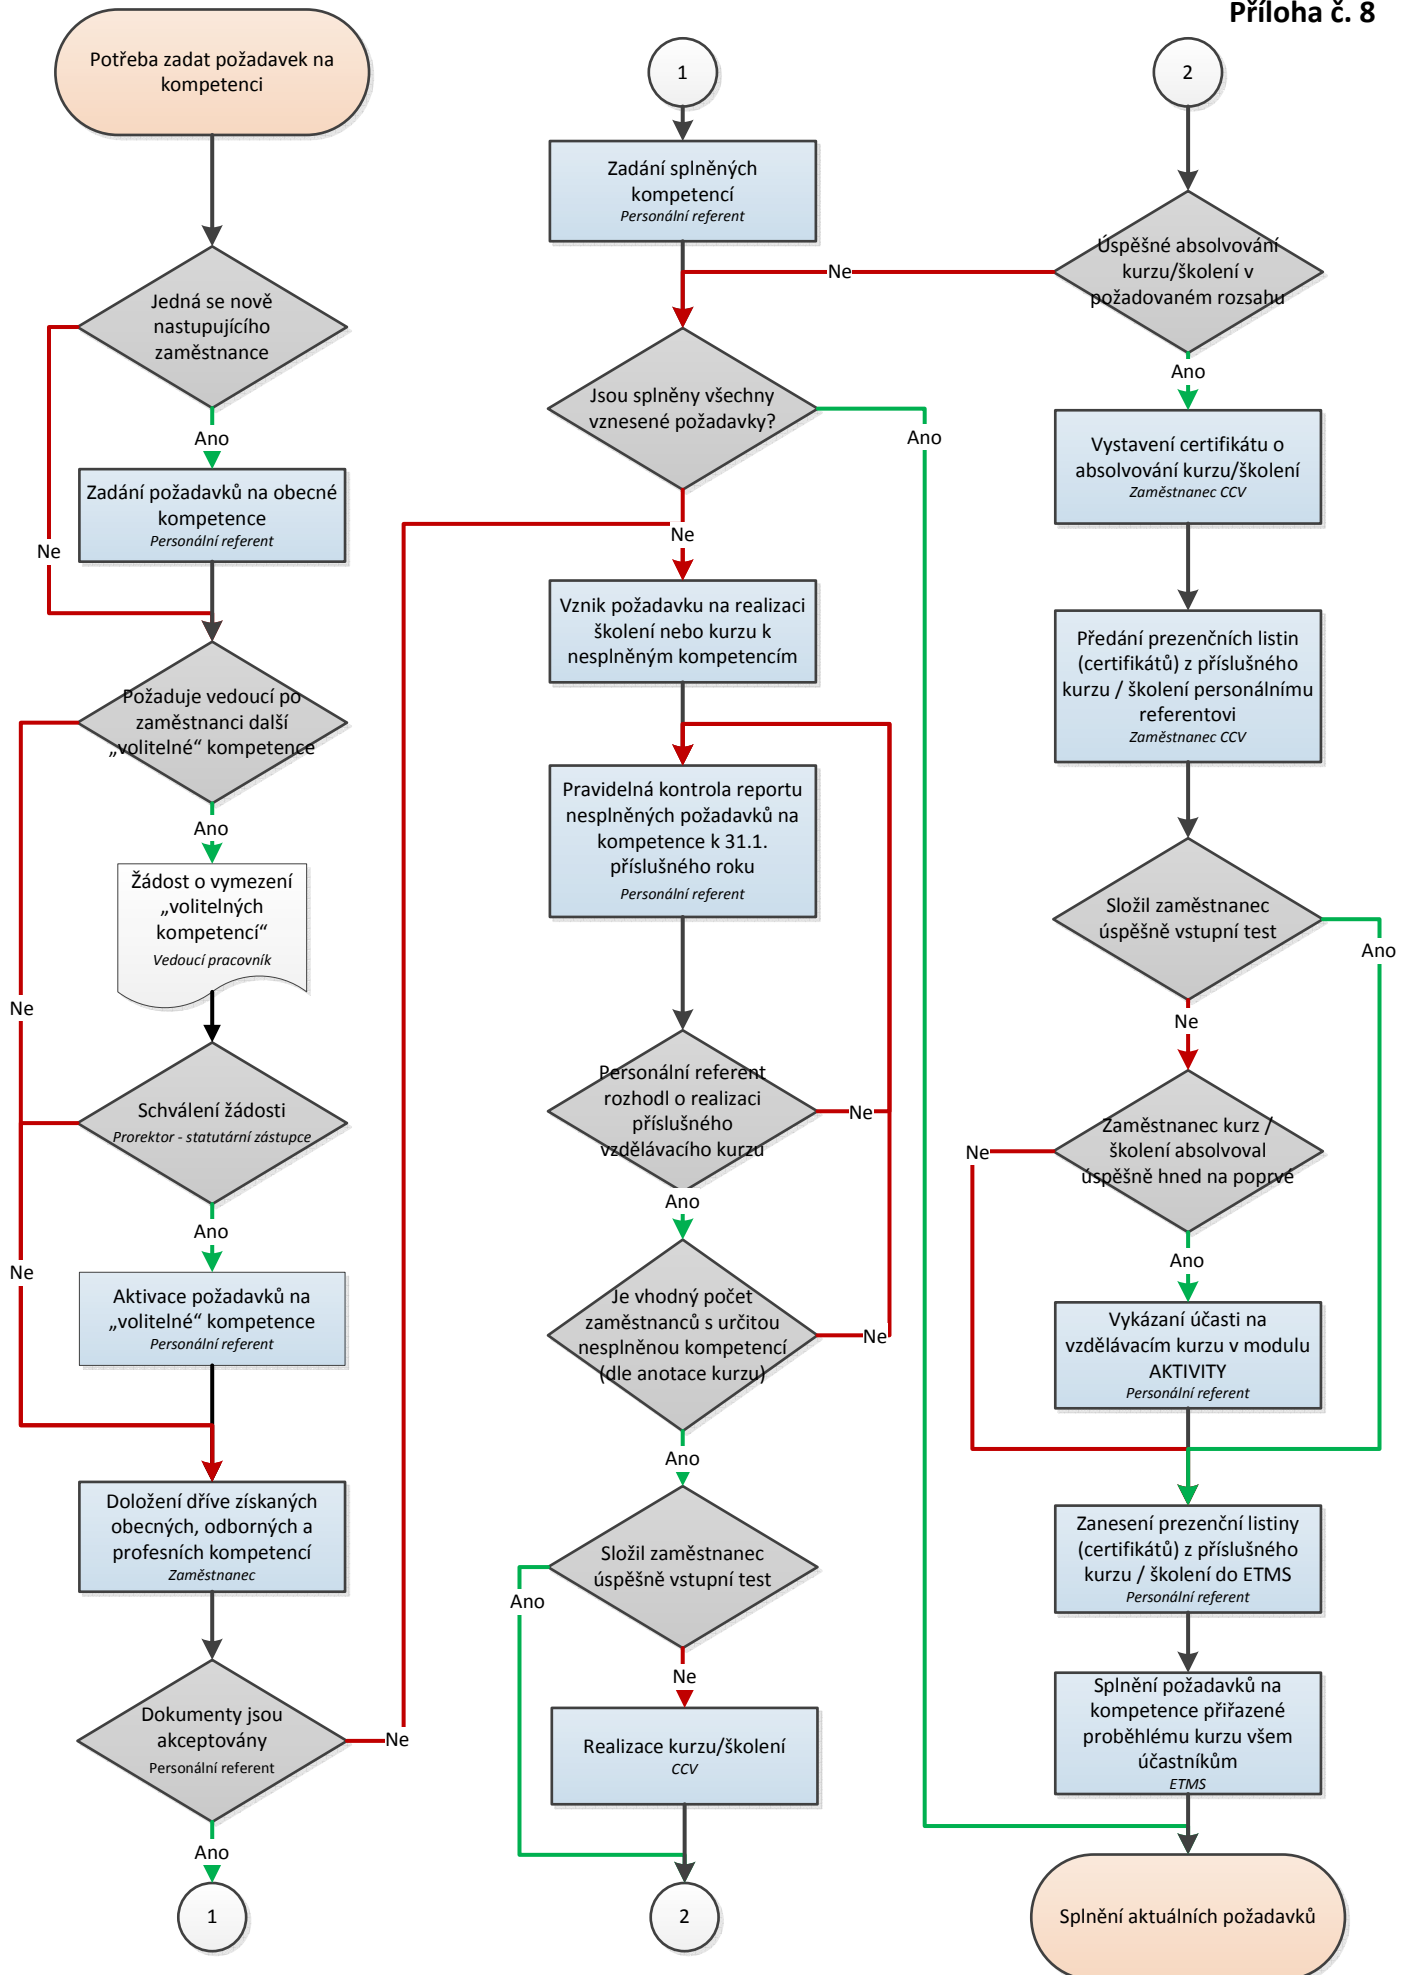 Příloha č. 8
Potřeba zadat požadavek na
kompetenci
Jedná se nově
nastupujícího
zaměstnance
Ano
Zadání požadavků na obecné
kompetence
Personální referent
Ne
Požaduje vedoucí po
zaměstnanci další
„volitelné“ kompetence
Ano
Žádost o vymezení
„volitelných
kompetencí“
Vedoucí pracovník
Ne
Schválení žádosti
Prorektor - statutární zástupce
Ano
Ne
Aktivace požadavků na
„volitelné“ kompetence
Personální referent
Doložení dříve získaných
obecných, odborných a
profesních kompetencí
Zaměstnanec
Dokumenty jsou
akceptovány
Personální referent
Ne
Ano
1
1
Zadání splněných
kompetencí
Personální referent
Ne
Jsou splněny všechny
vznesené požadavky?
Ano
Ne
Vznik požadavku na realizaci
školení nebo kurzu k
nesplněným kompetencím
Pravidelná kontrola reportu
nesplněných požadavků na
kompetence k 31.1.
příslušného roku
Personální referent
Personální referent
rozhodl o realizaci
příslušného
vzdělávacího kurzu
Ne
Ano
Je vhodný počet
zaměstnanců s určitou
nesplněnou kompetencí
(dle anotace kurzu)
Ne
Ano
Složil zaměstnanec
úspěšně vstupní test
Ano
Ne
Realizace kurzu/školení
CCV
2
2
Úspěšné absolvování
kurzu/školení v
požadovaném rozsahu
Ano
Vystavení certifikátu o
absolvování kurzu/školení
Zaměstnanec CCV
Předání prezenčních listin
(certifikátů) z příslušného
kurzu / školení personálnímu
referentovi
Zaměstnanec CCV
Složil zaměstnanec
úspěšně vstupní test
Ano
Ne
Zaměstnanec kurz /
školení absolvoval
úspěšně hned na poprvé
Ne
Ano
Vykázaní účasti na
vzdělávacím kurzu v modulu
AKTIVITY
Personální referent
Zanesení prezenční listiny
(certifikátů) z příslušného
kurzu / školení do ETMS
Personální referent
Splnění požadavků na
kompetence přiřazené
proběhlému kurzu všem
účastníkům
ETMS
Splnění aktuálních požadavků